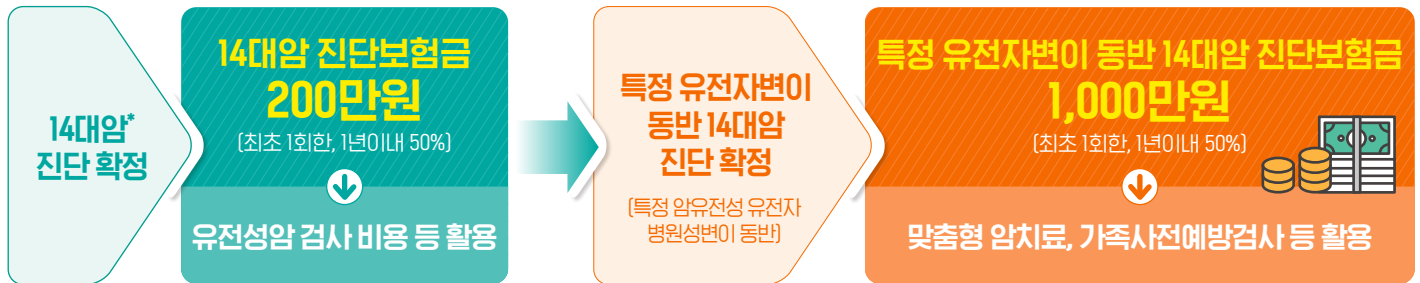 14대암*
진단 확정
14대암 진단보험금
200만원
(최초 1회한, 1년이내 50%)
유전성암 검사 비용 등 활용
특정 유전자변이
동반 14대암
진단 확정
(특정 암유전성 유전자
병원성변이 동반)
특정 유전자변이 동반 14대암 진단보험금
1,000만원
(최초 1회한, 1년이내 50%)
맞춤형 암치료, 가족사전예방검사 등 활용